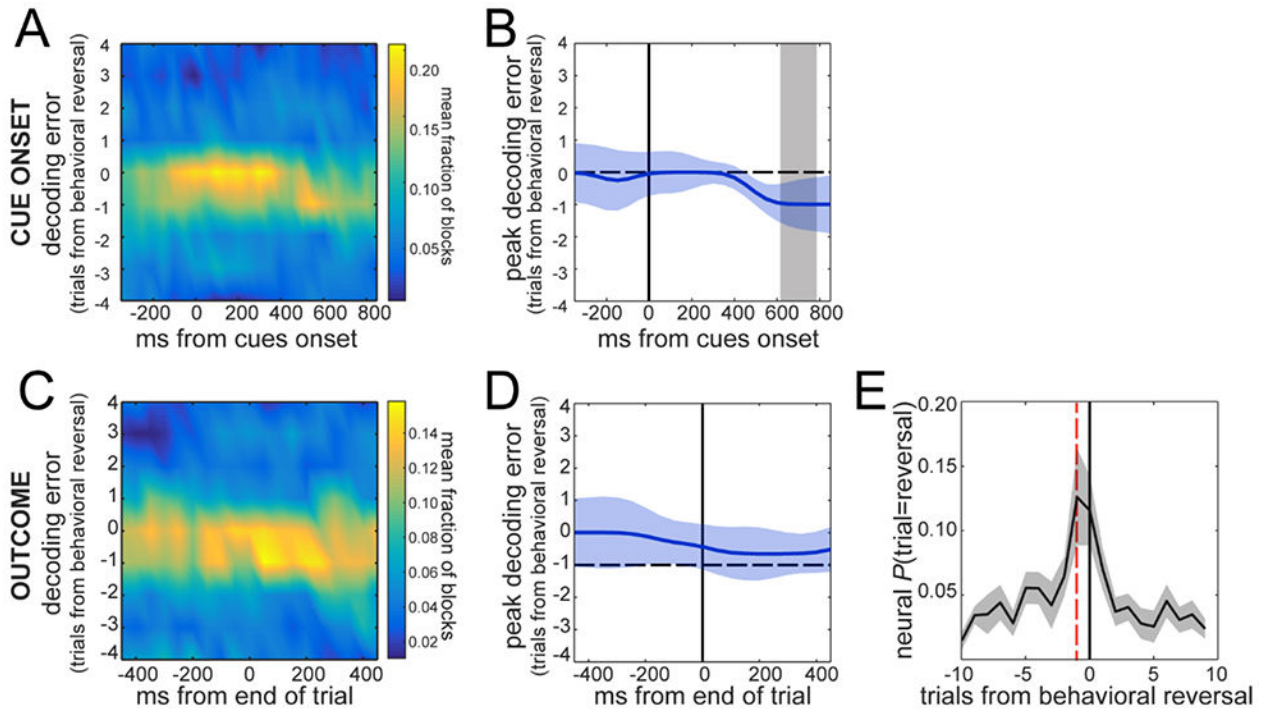 A
CUE ONSET
decoding error
(trials from behavioral reversal)
4
3
2
1
0
-1
-2
-3
-4
-200 0 200 400 600 800
ms from cues onset
0.20
0.15
0.10
0.05
mean fraction of blocks
B
peak decoding error
(trials from behavioral reversal)
4
3
2
1
0
-1
-2
-3
-4
-200 0 200 400 600 800
ms from cues onset
C
OUTCOME
decoding error
(trials from behavioral reversal)
4
3
2
1
0
-1
-2
-3
-4
-400 -200 0 200 400
ms from end of trial
0.14
0.12
0.10
0.08
0.06
0.04
0.02
mean fraction of blocks
D
peak decoding error
(trials from behavioral reversal)
4
3
2
1
0
-1
-2
-3
-4
-400 -200 0 200 400
ms from end of trial
E
neural P(trial=reversal)
0.20
0.15
0.10
0.05
-10 -5 0 5 10
trials from behavioral reversal